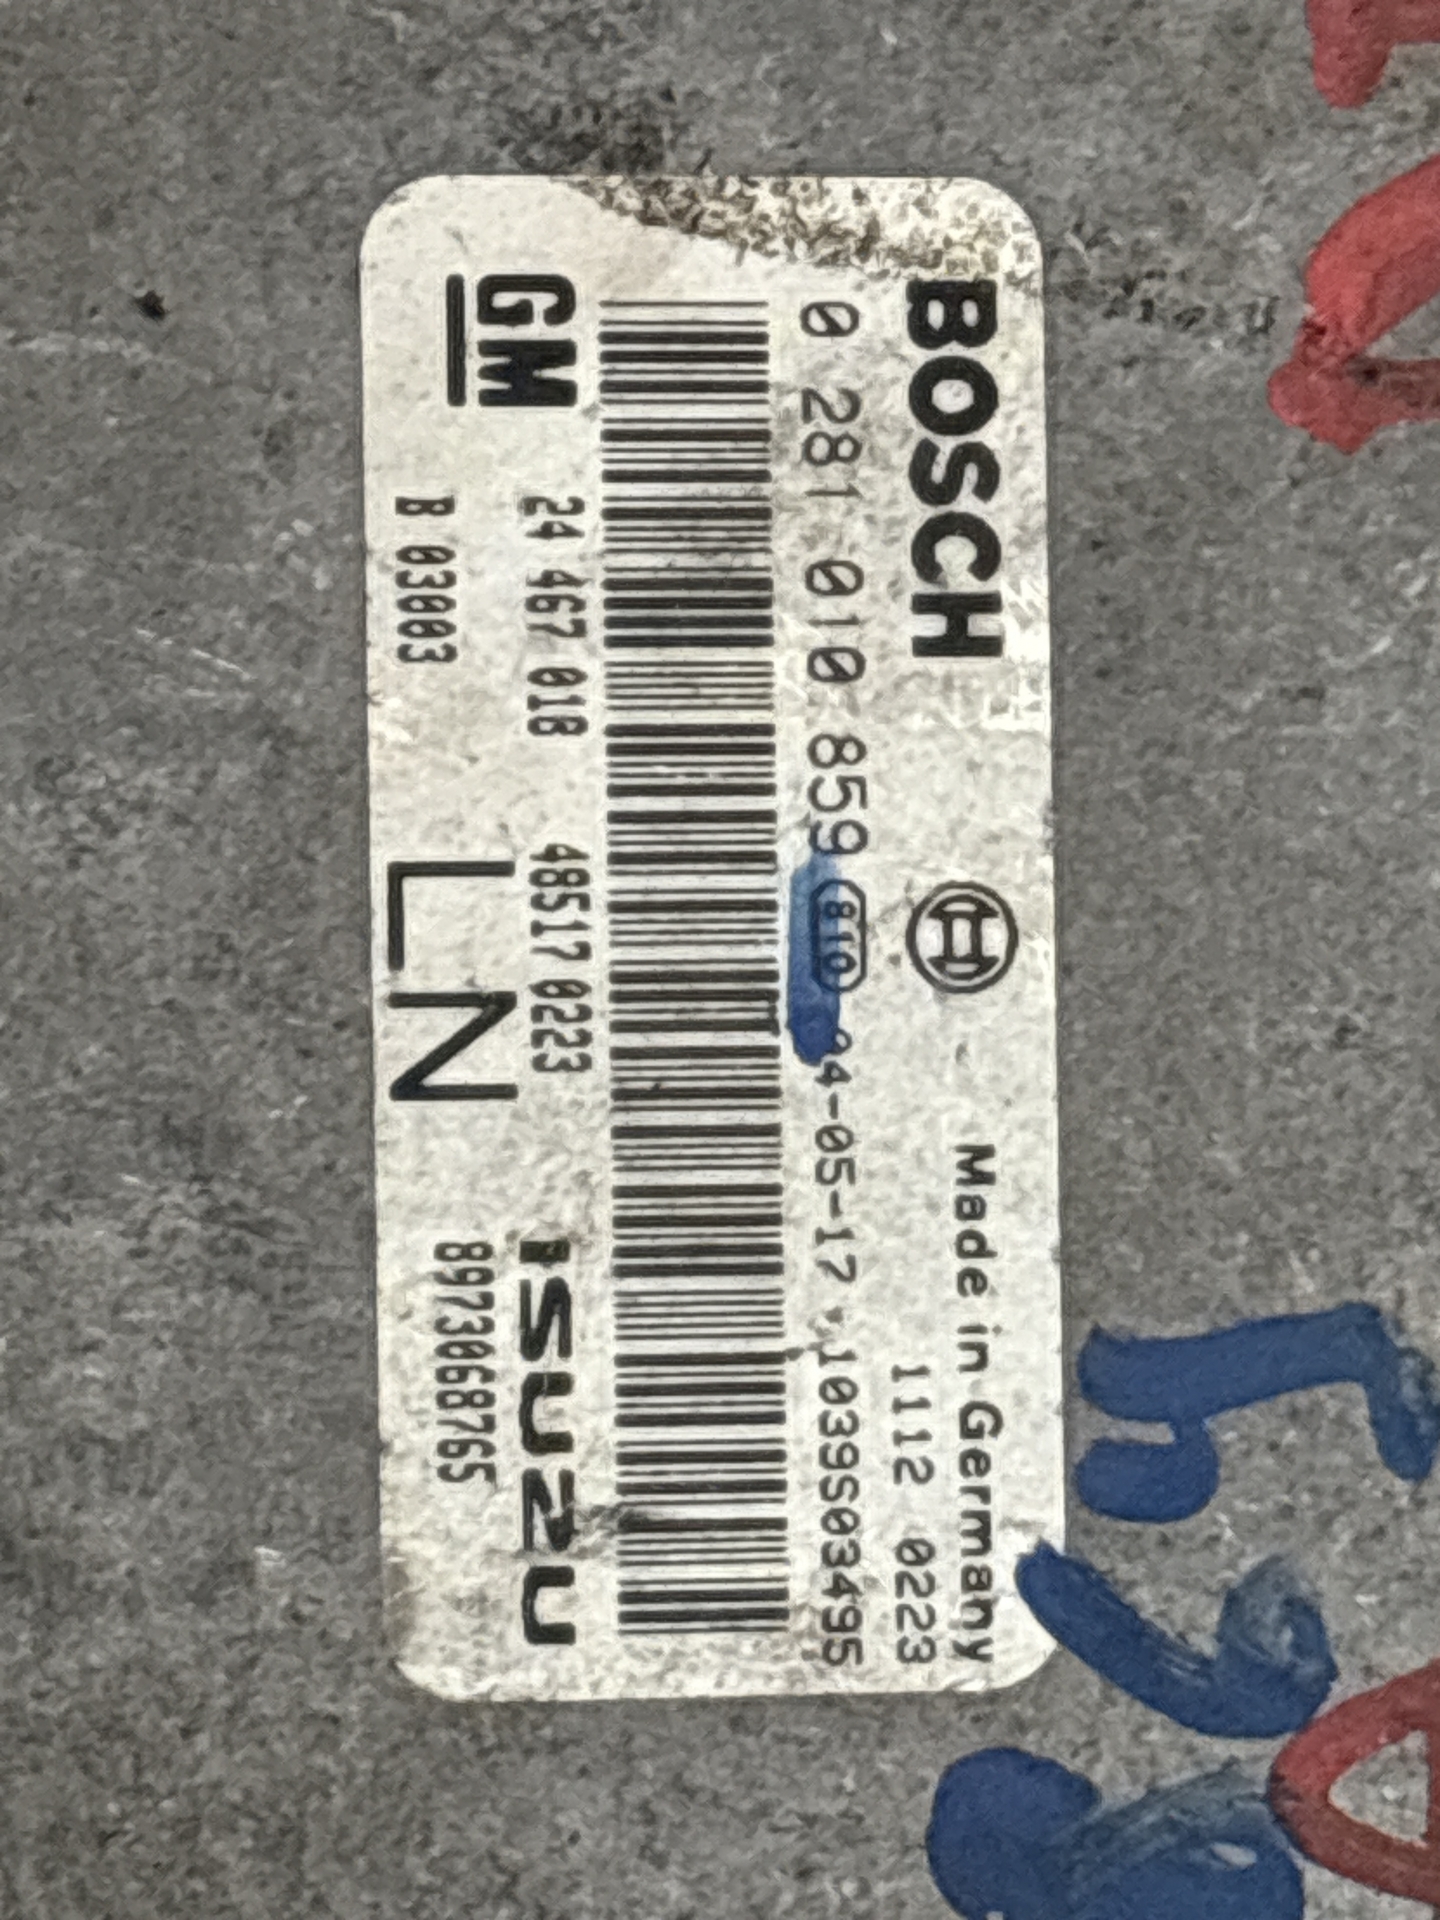 BOSCH
Made in Germany
1112 0223
0 281 010 859 810 04-05-17 1039S03495
GM
24 467 018 48517 0223
B 03003
LN
ISUZU
8973068765